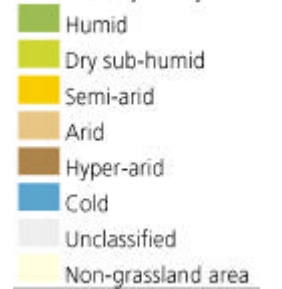 Humid
Dry sub-humid
Semi-arid
Arid
Hyper-arid
Cold
Unclassified
Non-grassland area